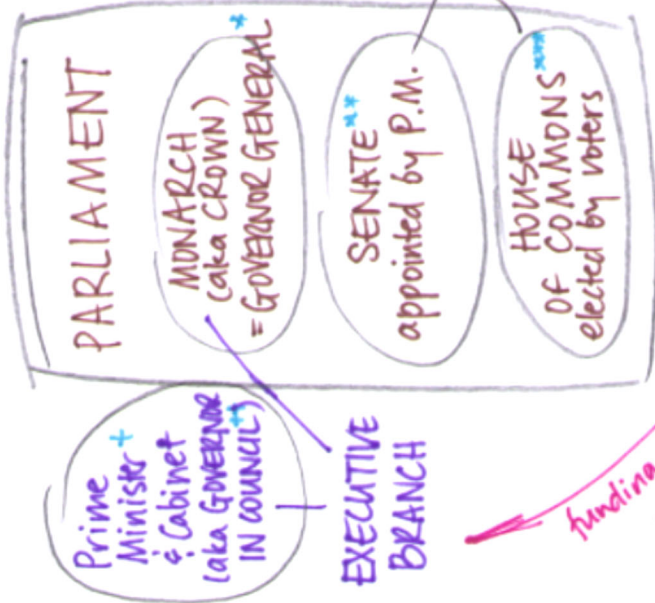 PARLIAMENT
MONARCH
(aka CROWN)
= GOVERNOR GENERAL*
SENATE**
appointed by P.M.
HOUSE
OF COMMONS***
elected by voters
Prime
Minister+
& Cabinet
(aka GOVERNOR
IN COUNCIL++)
EXECUTIVE
BRANCH
funding